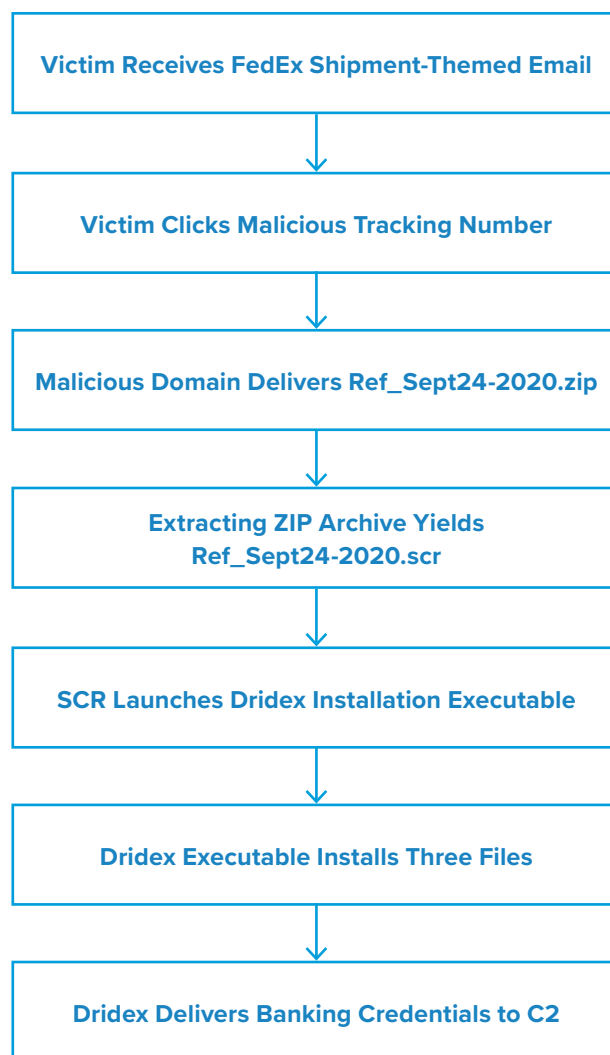 Victim Receives FedEx Shipment-Themed Email
Victim Clicks Malicious Tracking Number
Malicious Domain Delivers Ref_Sept24-2020.zip
Extracting ZIP Archive Yields
Ref_Sept24-2020.scr
SCR Launches Dridex Installation Executable
Dridex Executable Installs Three Files
Dridex Delivers Banking Credentials to C2